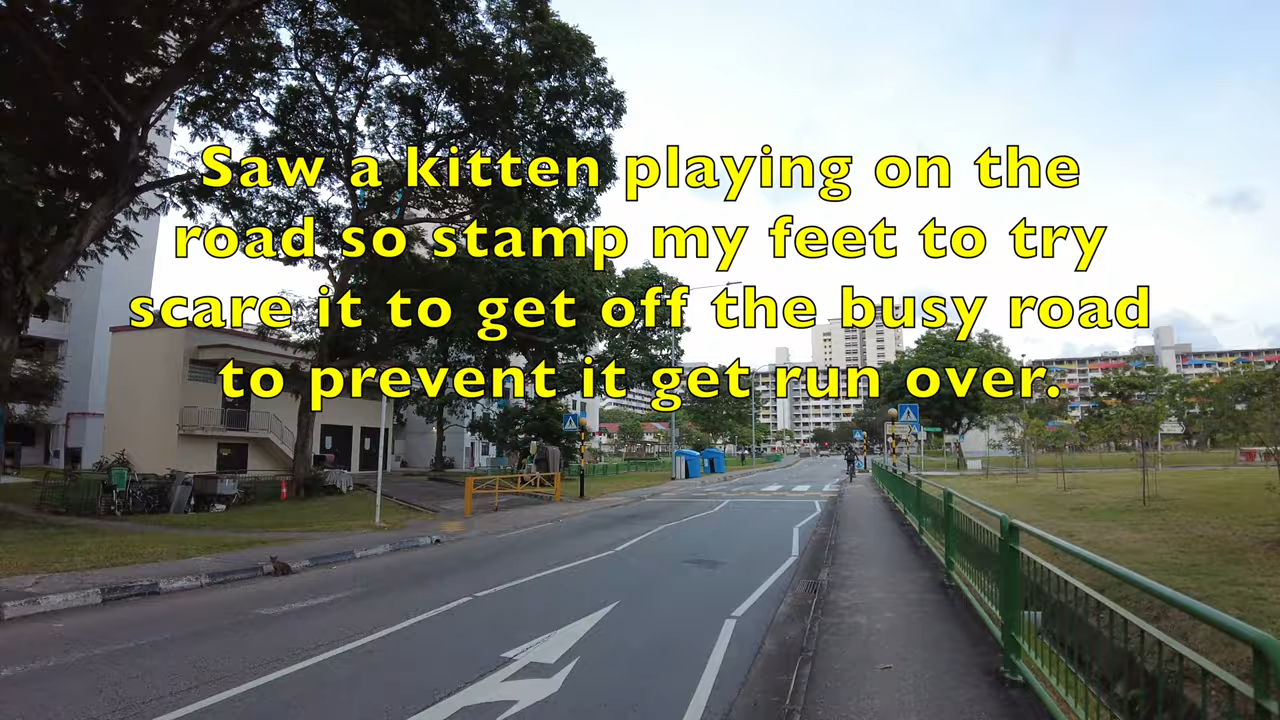 Saw a kitten playing on the
road so stamp my feet to try
scare it to get off the busy road
to prevent it get run over.